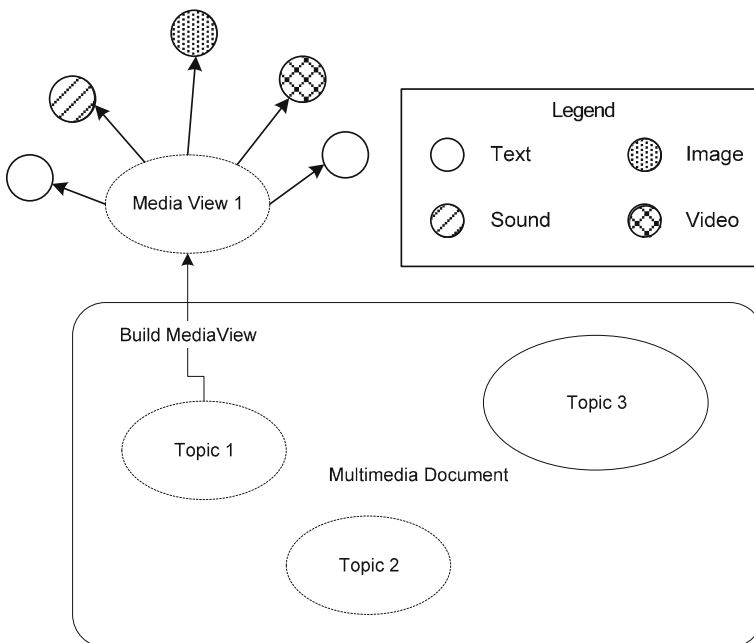 Legend
Text
Image
Media View 1
Sound
Video
Build MediaView
Topic 3
Topic 1
Multimedia Document
Topic 2